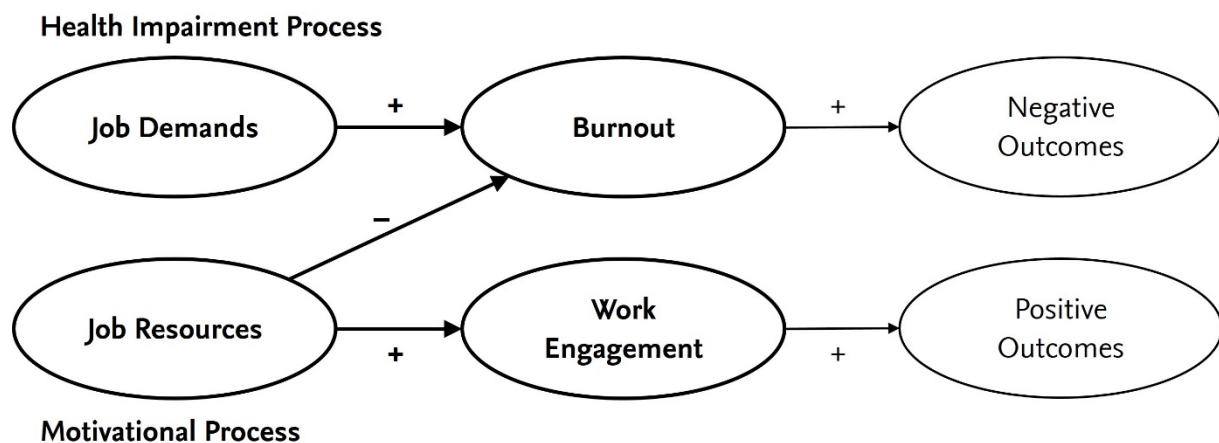 Health Impairment Process
Job Demands
+
Burnout
+
Negative
Outcomes
–
Job Resources
+
Work
Engagement
+
Positive
Outcomes
Motivational Process